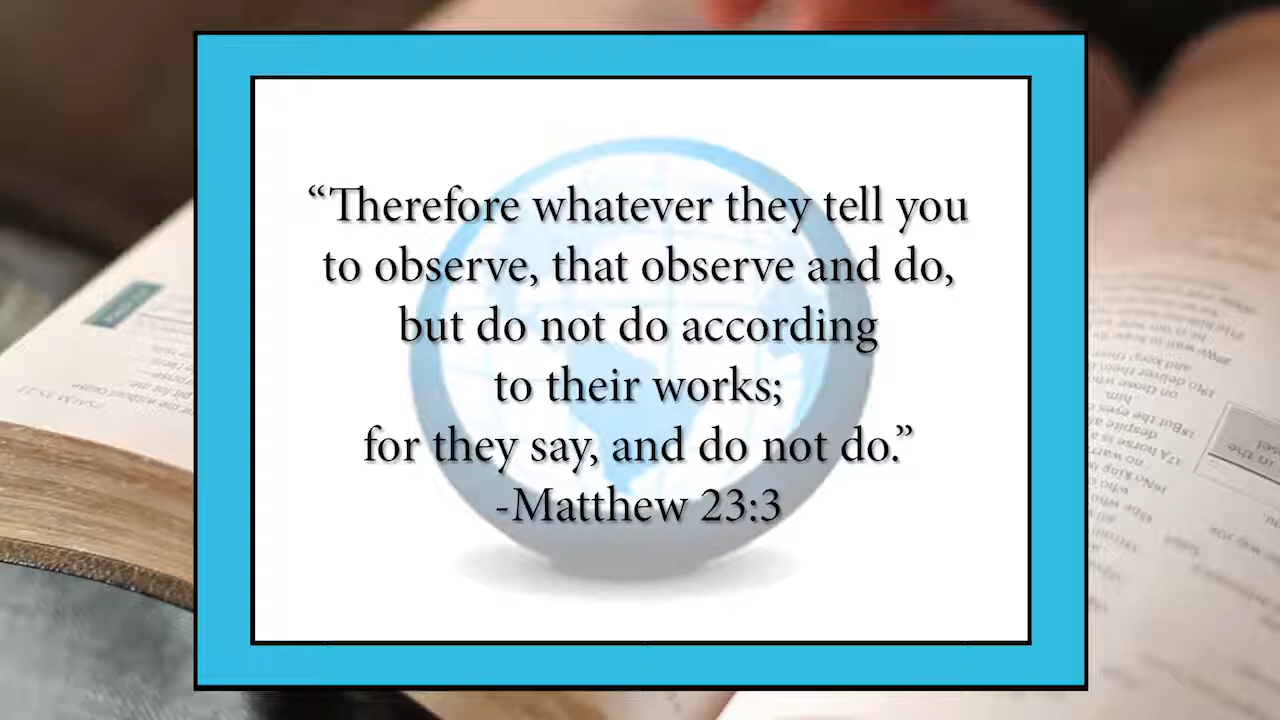 “Therefore whatever they tell you
to observe, that observe and do,
but do not do according
to their works;
for they say, and do not do.”
-Matthew 23:3